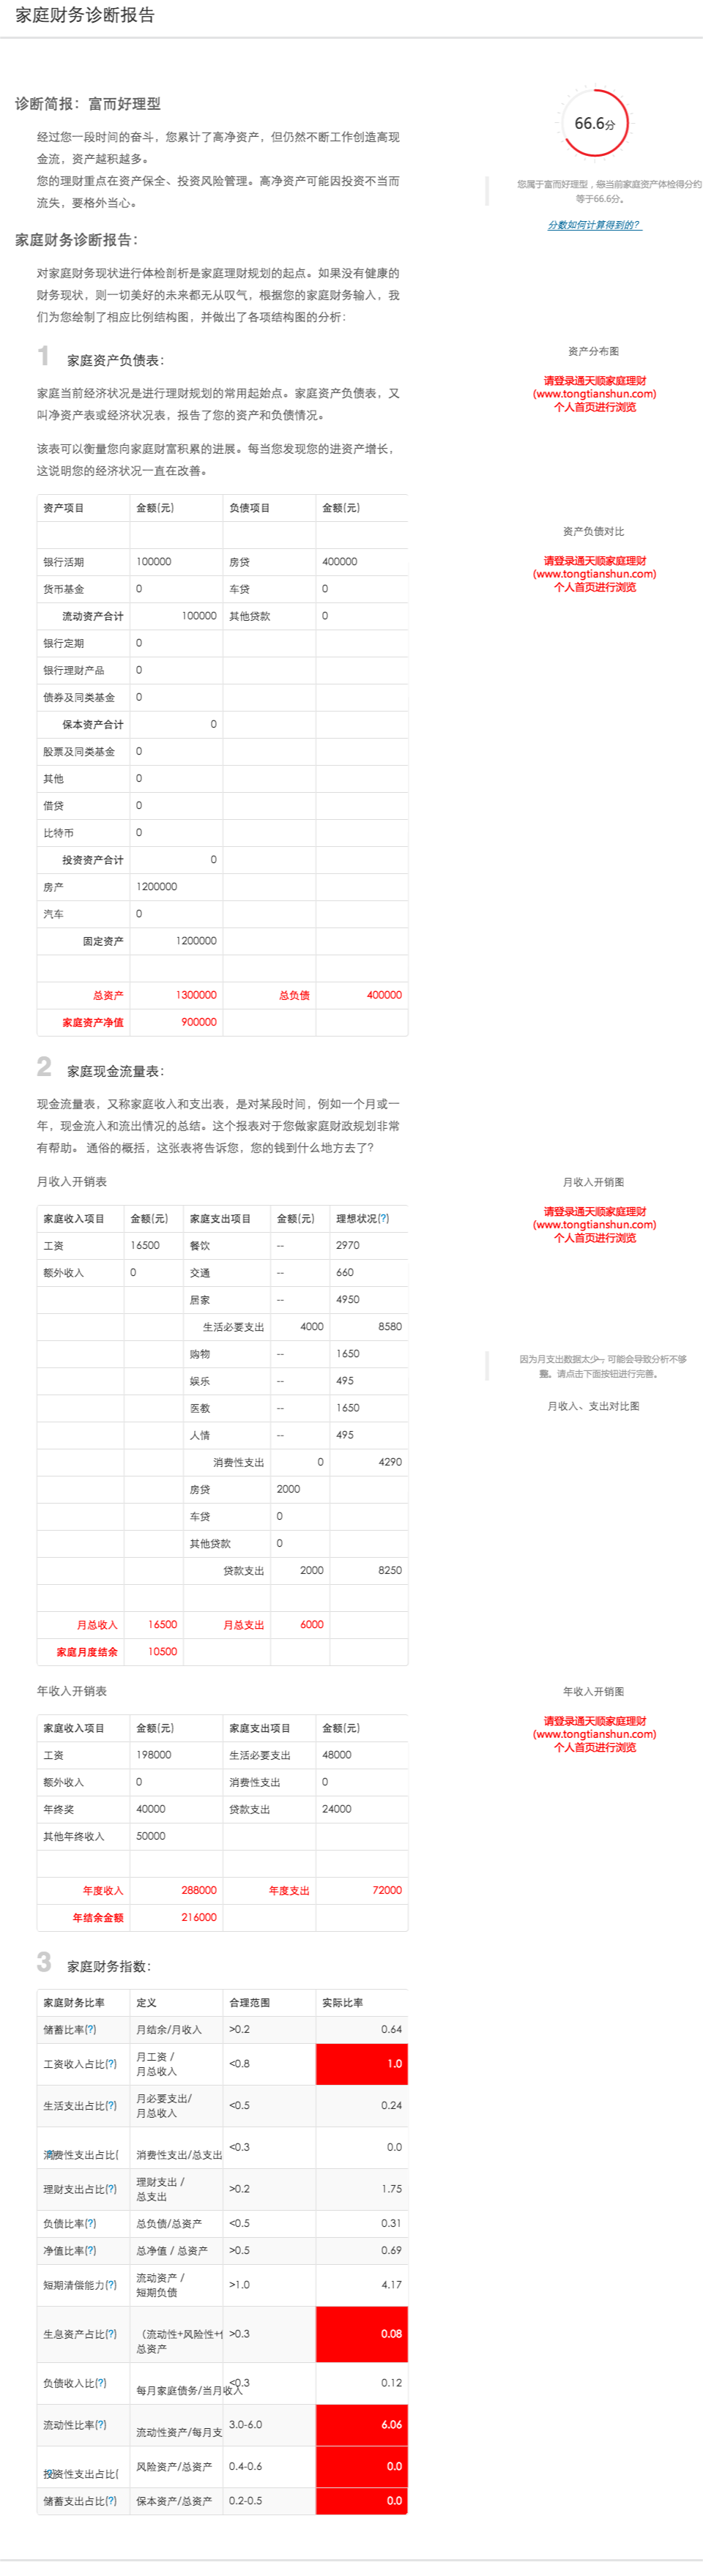 家庭财务诊断报告
诊断简报：富而好理型
经过您一段时间的奋斗，您累计了高净资产，但仍然不断工作创造高现
金流，资产越积越多。
您的理财重点在资产保全、投资风险管理。高净资产可能因投资不当而
流失，要格外当心。
66.6分
您属于富而好理型，您当前家庭资产体检得分约
等于66.6分。
分数如何计算得到的？
家庭财务诊断报告：
对家庭财务现状进行体检剖析是家庭理财规划的起点。如果没有健康的
财务现状，则一切美好的未来都无从叹气，根据您的家庭财务输入，我
们为您绘制了相应比例结构图，并做出了各项结构图的分析：
1 家庭资产负债表：
家庭当前经济状况是进行理财规划的常用起始点。家庭资产负债表，又
叫净资产表或经济状况表，报告了您的资产和负债情况。
该表可以衡量您向家庭财富积累的进展。每当您发现您的进资产增长，
这说明您的经济状况一直在改善。
资产分布图
请登录通天顺家庭理财
(www.tongtianshun.com)
个人首页进行浏览
资产项目 金额(元) 负债项目 金额(元)
银行活期 100000 房贷 400000
货币基金 0 车贷 0
流动资产合计 100000 其他贷款 0
银行定期 0
银行理财产品 0
债券及同类基金 0
保本资产合计 0
股票及同类基金 0
其他 0
借贷 0
比特币 0
投资资产合计 0
房产 1200000
汽车 0
固定资产 1200000
总资产 1300000 总负债 400000
家庭资产净值 900000
资产负债对比
请登录通天顺家庭理财
(www.tongtianshun.com)
个人首页进行浏览
2 家庭现金流量表：
现金流量表，又称家庭收入和支出表，是对某段时间，例如一个月或一
年，现金流入和流出情况的总结。这个报表对于您做家庭财政规划非常
有帮助。 通俗的概括，这张表将告诉您，您的钱到什么地方去了？
月收入开销表
家庭收入项目 金额(元) 家庭支出项目 金额(元) 理想状况(?)
工资 16500 餐饮 -- 2970
额外收入 0 交通 -- 660
居家 -- 4950
生活必要支出 4000 8580
购物 -- 1650
娱乐 -- 495
医教 -- 1650
人情 -- 495
消费性支出 0 4290
房贷 2000
车贷 0
其他贷款 0
贷款支出 2000 8250
月总收入 16500 月总支出 6000
家庭月度结余 10500
月收入开销图
请登录通天顺家庭理财
(www.tongtianshun.com)
个人首页进行浏览
因为月支出数据太少，可能会导致分析不够
整。请点击下面按钮进行完善。
月收入、支出对比图
年收入开销表
家庭收入项目 金额(元) 家庭支出项目 金额(元)
工资 198000 生活必要支出 48000
额外收入 0 消费性支出 0
年终奖 40000 贷款支出 24000
其他年终收入 50000
年度收入 288000 年度支出 72000
年结余金额 216000
年收入开销图
请登录通天顺家庭理财
(www.tongtianshun.com)
个人首页进行浏览
3 家庭财务指数：
家庭财务比率 定义 合理范围 实际比率
储蓄比率(?) 月结余/月收入 >0.2 0.64
工资收入占比(?) 月工资 / 月总收入 <0.8 1.0
生活支出占比(?) 月必要支出/ 月总收入 <0.5 0.24
消费性支出占比(?) 消费性支出/总支出 <0.3 0.0
理财支出占比(?) 理财支出 / 总支出 >0.2 1.75
负债比率(?) 总负债/总资产 <0.5 0.31
净值比率(?) 总净值 / 总资产 >0.5 0.69
短期清偿能力(?) 流动资产 / 短期负债 >1.0 4.17
生息资产占比(?) （流动性+风险性+ 总资产 >0.3 0.08
负债收入比(?) 每月家庭债务/当月收入 <0.3 0.12
流动性比率(?) 流动性资产/每月支 3.0-6.0 6.06
投资性支出占比(?) 风险资产/总资产 0.4-0.6 0.0
储蓄支出占比(?) 保本资产/总资产 0.2-0.5 0.0